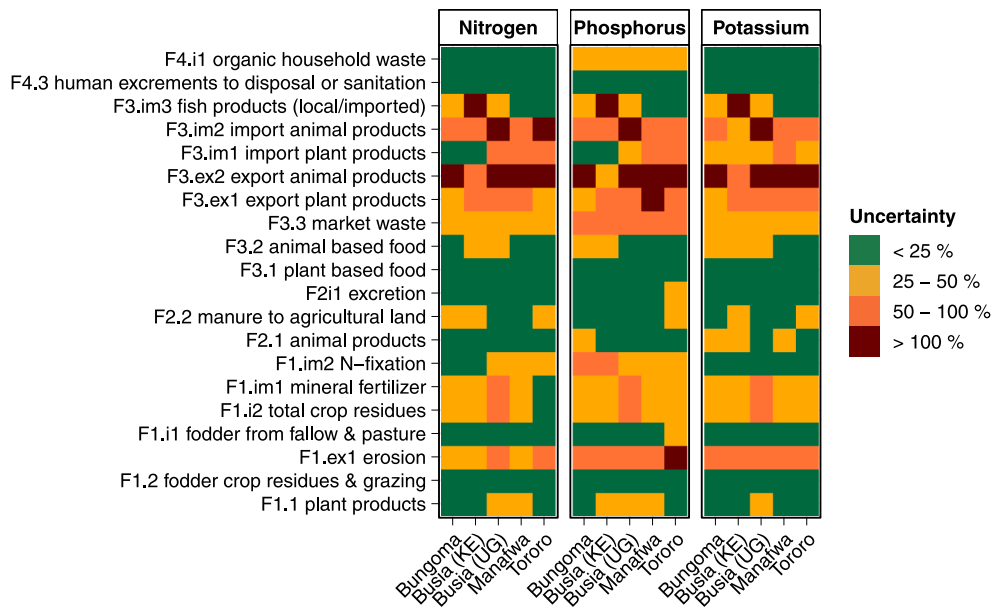 Nitrogen Phosphorus Potassium
F4.i1 organic household waste
F4.3 human excrements to disposal or sanitation
F3.im3 fish products (local/imported)
F3.im2 import animal products
F3.im1 import plant products
F3.ex2 export animal products
F3.ex1 export plant products
F3.3 market waste
F3.2 animal based food
F3.1 plant based food
F2i1 excretion
F2.2 manure to agricultural land
F2.1 animal products
F1.im2 N−fixation
F1.im1 mineral fertilizer
F1.i2 total crop residues
F1.i1 fodder from fallow & pasture
F1.ex1 erosion
F1.2 fodder crop residues & grazing
F1.1 plant products
Bungoma
Busia (KE)
Busia (UG)
Manafwa
Tororo
Bungoma
Busia (KE)
Busia (UG)
Manafwa
Tororo
Bungoma
Busia (KE)
Busia (UG)
Manafwa
Tororo
Uncertainty
< 25 %
25 − 50 %
50 − 100 %
> 100 %